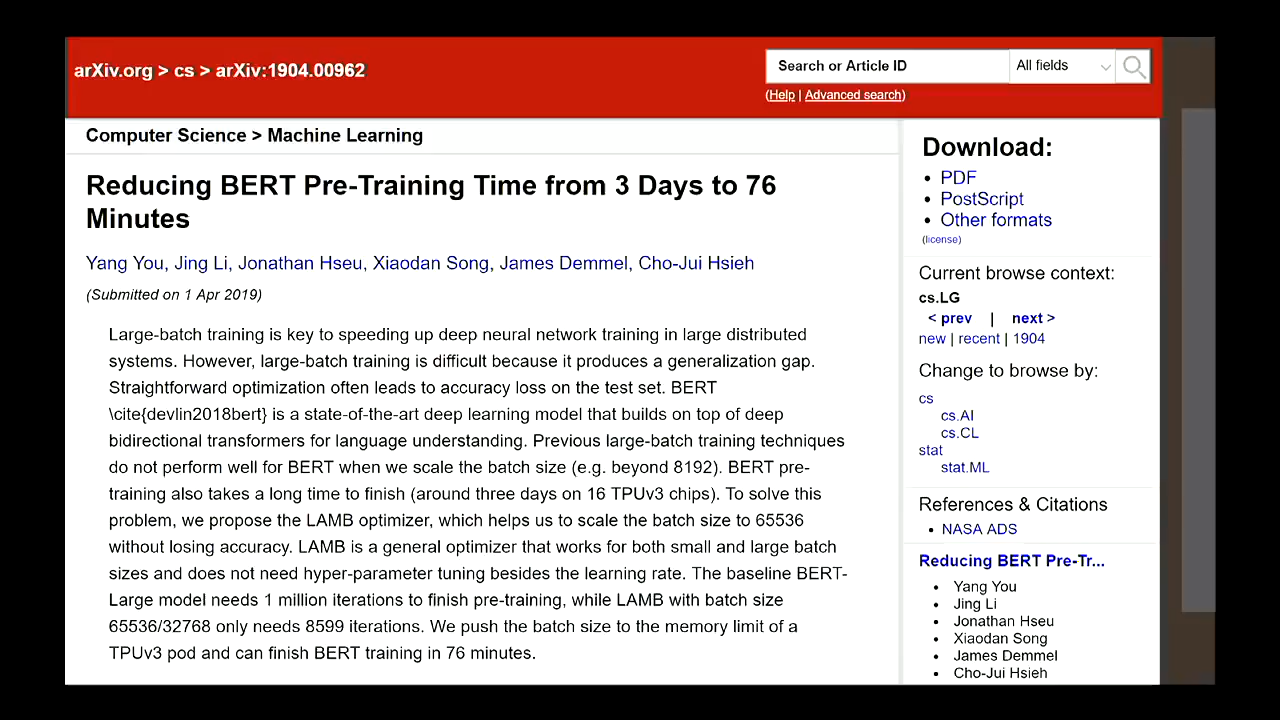 arXiv.org > cs > arXiv:1904.00962
Search or Article ID
All fields
(Help | Advanced search)
Computer Science > Machine Learning
Reducing BERT Pre-Training Time from 3 Days to 76
Minutes
Yang You, Jing Li, Jonathan Hseu, Xiaodan Song, James Demmel, Cho-Jui Hsieh
(Submitted on 1 Apr 2019)
Large-batch training is key to speeding up deep neural network training in large distributed
systems. However, large-batch training is difficult because it produces a generalization gap.
Straightforward optimization often leads to accuracy loss on the test set. BERT
\cite{devlin2018bert} is a state-of-the-art deep learning model that builds on top of deep
bidirectional transformers for language understanding. Previous large-batch training techniques
do not perform well for BERT when we scale the batch size (e.g. beyond 8192). BERT pre-
training also takes a long time to finish (around three days on 16 TPUv3 chips). To solve this
problem, we propose the LAMB optimizer, which helps us to scale the batch size to 65536
without losing accuracy. LAMB is a general optimizer that works for both small and large batch
sizes and does not need hyper-parameter tuning besides the learning rate. The baseline BERT-
Large model needs 1 million iterations to finish pre-training, while LAMB with batch size
65536/32768 only needs 8599 iterations. We push the batch size to the memory limit of a
TPUv3 pod and can finish BERT training in 76 minutes.
Download:
• PDF
• PostScript
• Other formats
(license)
Current browse context:
cs.LG
< prev | next >
new | recent | 1904
Change to browse by:
cs
cs.AI
cs.CL
stat
stat.ML
References & Citations
• NASA ADS
Reducing BERT Pre-Tr...
• Yang You
• Jing Li
• Jonathan Hseu
• Xiaodan Song
• James Demmel
• Cho-Jui Hsieh